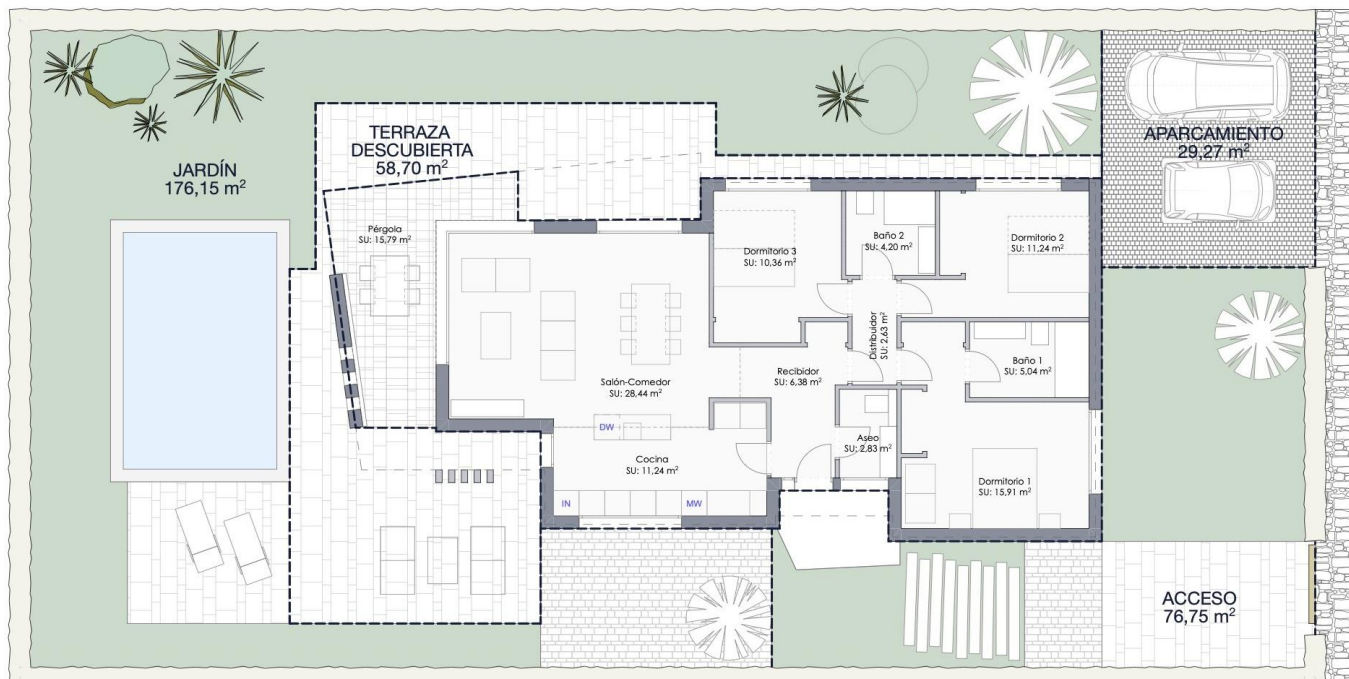 JARDÍN
176,15 m²
TERRAZA
DESCUBIERTA
58,70 m²
APARCAMIENTO
29,27 m²
Pérgola
SU: 15,79 m²
Dormitorio 3
SU: 10,36 m²
Baño 2
SU: 4,20 m²
Dormitorio 2
SU: 11,24 m²
Distribuidor
SU: 2,63 m²
Salón-Comedor
SU: 28,44 m²
Recibidor
SU: 6,38 m²
Baño 1
SU: 5,04 m²
DW
Cocina
SU: 11,24 m²
Aseo
SU: 2,83 m²
Dormitorio 1
SU: 15,91 m²
IN
MW
ACCESO
76,75 m²